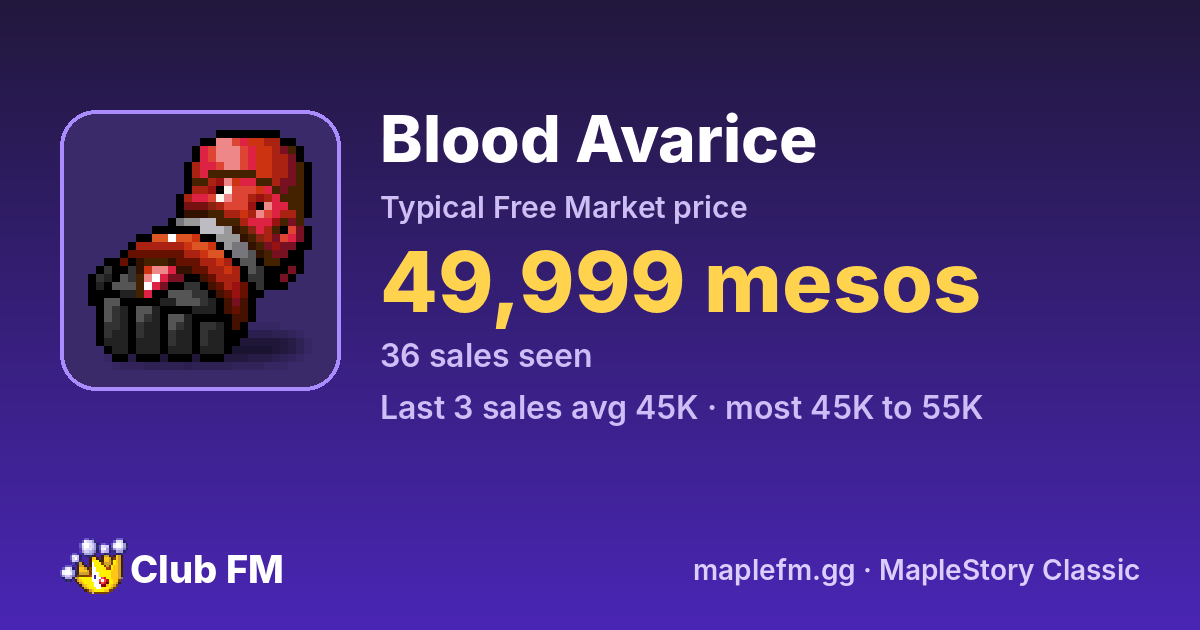 Blood Avarice
Typical Free Market price
49,999 mesos
36 sales seen
Last 3 sales avg 45K · most 45K to 55K
Club FM
maplefm.gg · MapleStory Classic